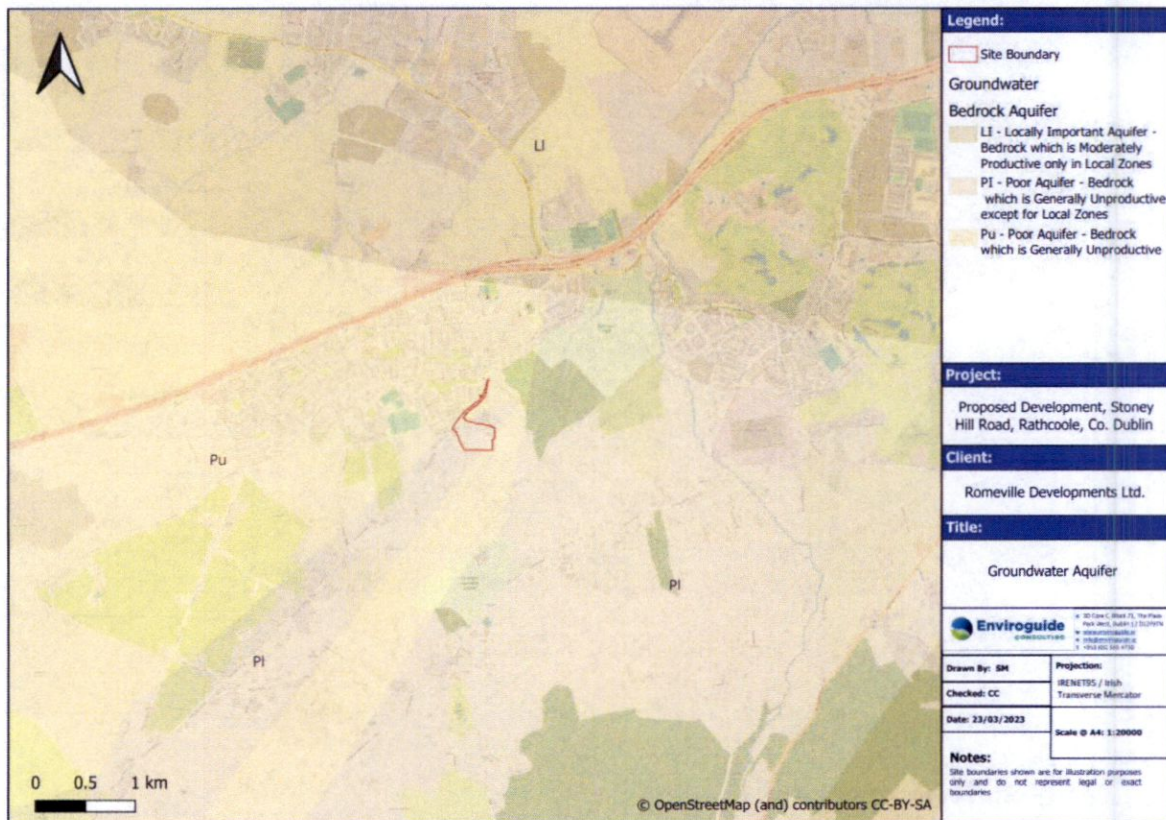 Legend:
Site Boundary
Groundwater
Bedrock Aquifer
LI - Locally Important Aquifer -
Bedrock which is Moderately
Productive only in Local Zones
PI - Poor Aquifer - Bedrock
which is Generally Unproductive
except for Local Zones
Pu - Poor Aquifer - Bedrock
which is Generally Unproductive
LI
Pu
PI
PI
0 0.5 1 km
© OpenStreetMap (and) contributors CC-BY-SA
Project:
Proposed Development, Stoney
Hill Road, Rathcoole, Co. Dublin
Client:
Romeville Developments Ltd.
Title:
Groundwater Aquifer
Enviroguide
CONSULTING
Drawn By: SM
Checked: CC
Date: 23/03/2023
Projection:
IRENET95 / Irish
Transverse Mercator
Scale @ A4: 1:20000
Notes:
Site boundaries shown are for illustration purposes
only and do not represent legal or exact
boundaries